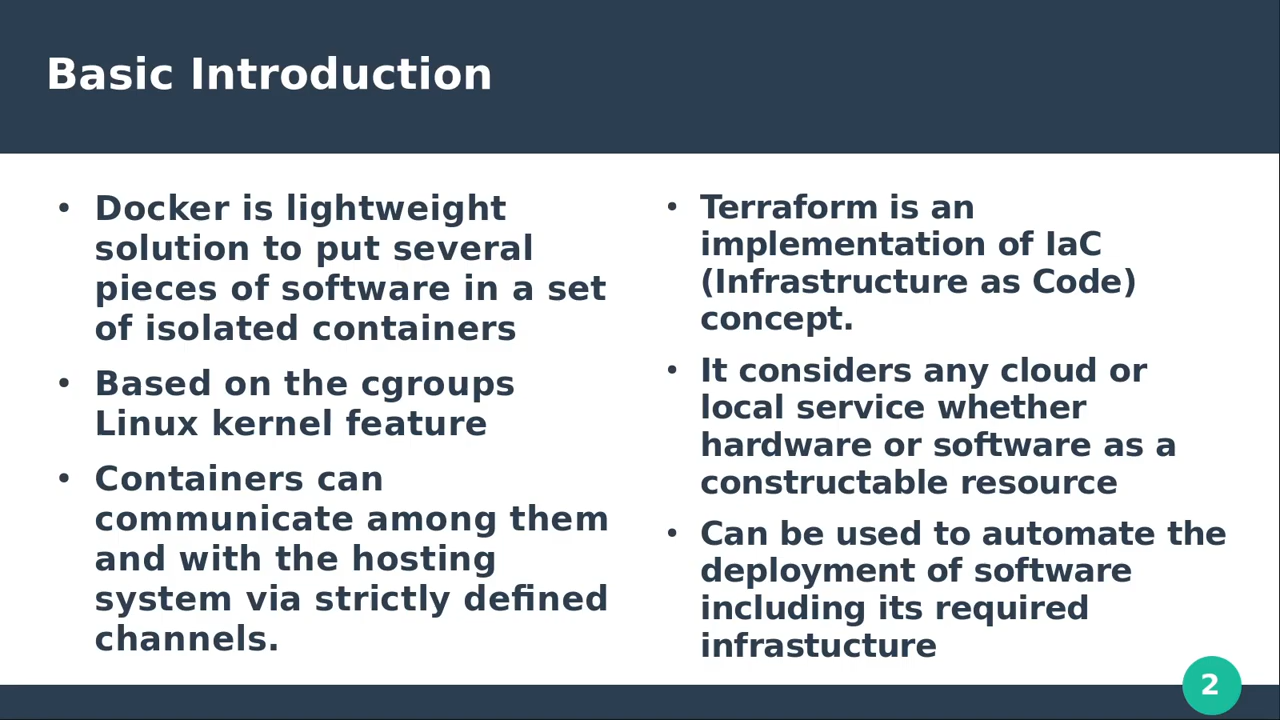 Basic Introduction
• Docker is lightweight
solution to put several
pieces of software in a set
of isolated containers
• Based on the cgroups
Linux kernel feature
• Containers can
communicate among them
and with the hosting
system via strictly defined
channels.
• Terraform is an
implementation of IaC
(Infrastructure as Code)
concept.
• It considers any cloud or
local service whether
hardware or software as a
constructable resource
• Can be used to automate the
deployment of software
including its required
infrastucture
2